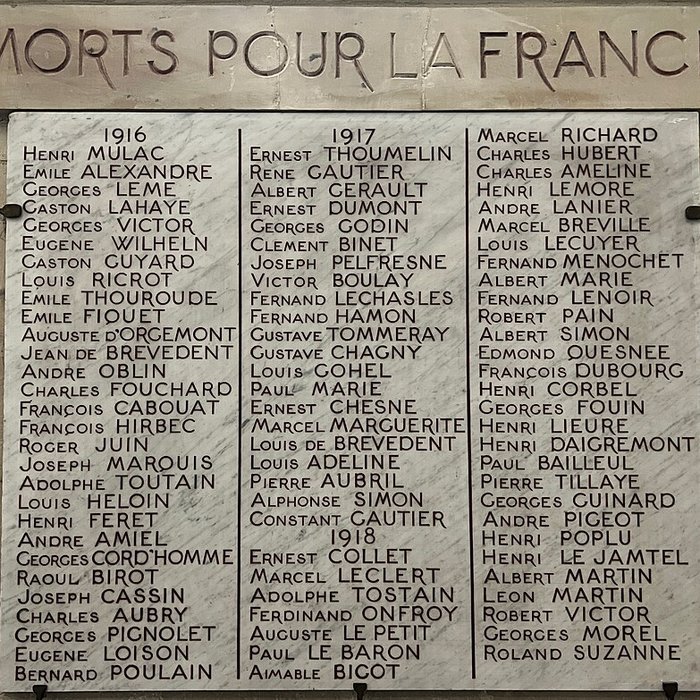 MORTS POUR LA FRANC
1916
HENRI MULAC
EMILE ALEXANDRE
GEORGES LEME
GASTON LAHAYE
GEORGES VICTOR
EUGENE WILHELN
GASTON GUYARD
LOUIS RICROT
EMILE THOUROUDE
EMILE FIQUET
AUGUSTE D'ORGEMONT
JEAN DE BREVEDENT
ANDRE OBLIN
CHARLES FOUCHARD
FRANÇOIS CABOUAT
FRANÇOIS HIRBEC
ROGER JUIN
JOSEPH MARQUIS
ADOLPHE TOUTAIN
LOUIS HELOIN
HENRI FERET
ANDRE AMIEL
GEORGES CORD'HOMME
RAOUL BIROT
JOSEPH CASSIN
CHARLES AUBRY
GEORGES PIGNOLET
EUGENE LOISON
BERNARD POULAIN
1917
ERNEST THOUMELIN
RENE GAUTIER
ALBERT GERAULT
ERNEST DUMONT
GEORGES GODIN
CLEMENT BINET
JOSEPH PELFRESNE
VICTOR BOULAY
FERNAND LECHASLES
FERNAND HAMON
GUSTAVE TOMMERAY
GUSTAVE CHAGNY
LOUIS GOHEL
PAUL MARIE
ERNEST CHESNE
MARCEL MARGUERITE
LOUIS DE BREVEDENT
LOUIS ADELINE
PIERRE AUBRIL
ALPHONSE SIMON
CONSTANT GAUTIER
1918
ERNEST COLLET
MARCEL LECLERT
ADOLPHE TOSTAIN
FERDINAND ONFROY
AUGUSTE LE PETIT
PAUL LE BARON
AIMABLE BIGOT
MARCEL RICHARD
CHARLES HUBERT
CHARLES AMELINE
HENRI LEMORE
ANDRE LANIER
MARCEL BREVILLE
LOUIS LECUYER
FERNAND MENOCHET
ALBERT MARIE
FERNAND LENOIR
ROBERT PAIN
ALBERT SIMON
EDMOND QUESNEE
FRANÇOIS DUBOURG
HENRI CORBEL
GEORGES FOUIN
HENRI LIEURE
HENRI DAIGREMONT
PAUL BAILLEUL
PIERRE TILLAYE
GEORGES GUINARD
ANDRE PIGEOT
HENRI POPLU
HENRI LE JAMTEL
ALBERT MARTIN
LEON MARTIN
ROBERT VICTOR
GEORGES MOREL
ROLAND SUZANNE